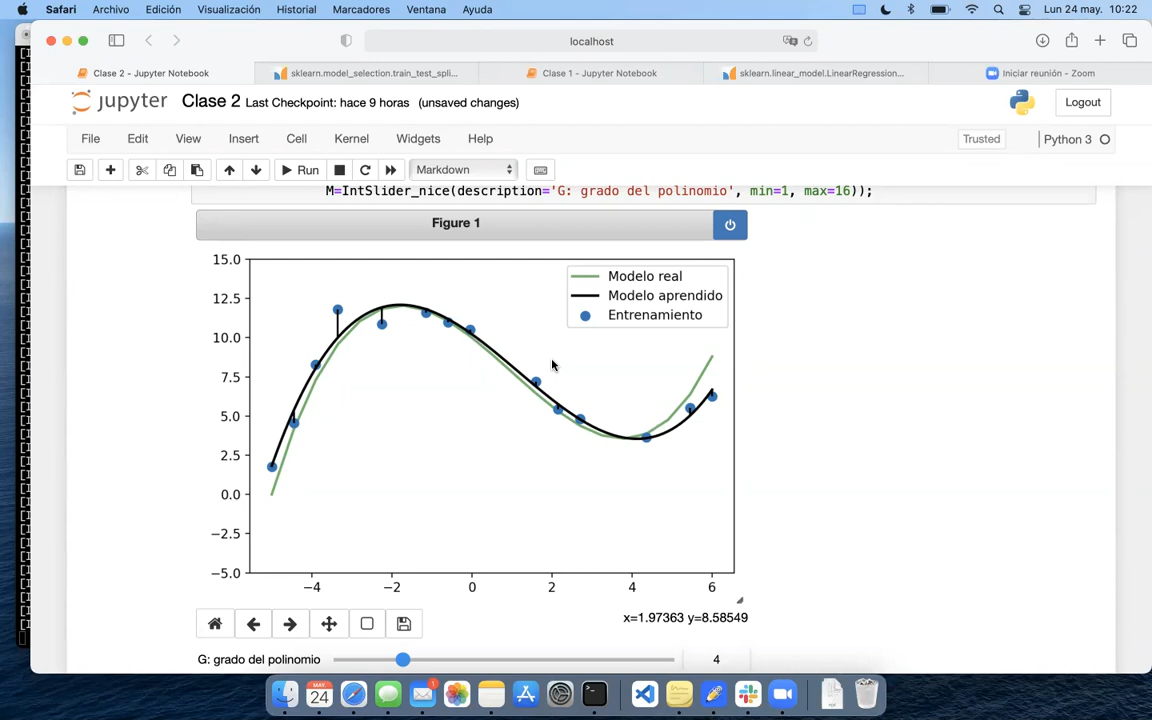 Safari Archivo Edición Visualización Historial Marcadores Ventana Ayuda Lun 24 may. 10:22
localhost
Clase 2 - Jupyter Notebook sklearn.model_selection.train_test_spli... Clase 1 - Jupyter Notebook sklearn.linear_model.LinearRegression... Iniciar reunión - Zoom
jupyter Clase 2 Last Checkpoint: hace 9 horas (unsaved changes) Logout
File Edit View Insert Cell Kernel Widgets Help Trusted Python 3
Run Markdown
M=IntSlider_nice(description='G: grado del polinomio', min=1, max=16));
Figure 1
15.0
12.5
10.0
7.5
5.0
2.5
0.0
−2.5
−5.0
Modelo real
Modelo aprendido
Entrenamiento
−4 −2 0 2 4 6
x=1.97363 y=8.58549
G: grado del polinomio 4
MAY 24
1